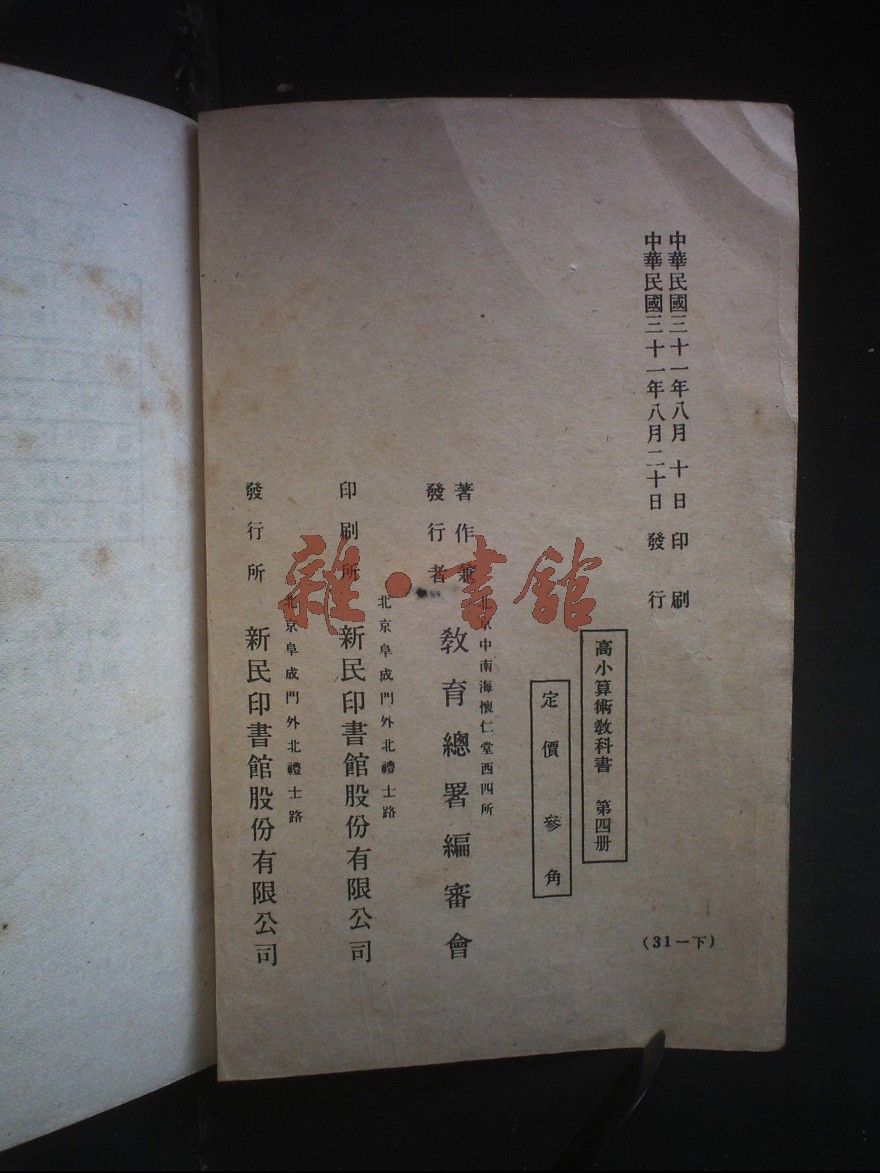 中華民國三十一年八月 十日 印刷
中華民國三十一年八月二十日 發行
(31一下)
高小算術教科書 第四册
定價參角
著作兼
發行者
北京中南海懷仁堂西四所
教育總署編審會
印刷所
北京阜成門外北禮士路
新民印書館股份有限公司
發行所
北京阜成門外北禮士路
新民印書館股份有限公司
雜·書館